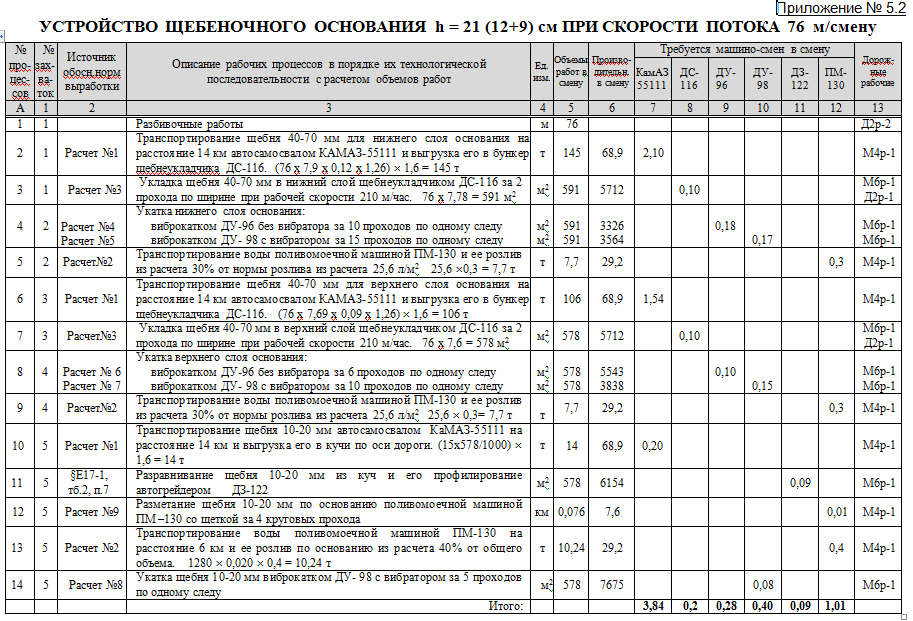 Приложение № 5.2
УСТРОЙСТВО ЩЕБЕНОЧНОГО ОСНОВАНИЯ h = 21 (12+9) см ПРИ СКОРОСТИ ПОТОКА 76 м/смену
№ про-цес-сов | № зах-ва-ток | Источник обосн.норм выработки | Описание рабочих процессов в порядке их технологической последовательности с расчетом объемов работ | Ед. изм. | Объемы работ в смену | Произво-дительн. в смену | Требуется машино-смен в смену | Дорож-ные рабочие
КамАЗ 55111 | ДС-116 | ДУ-96 | ДУ-98 | ДЗ-122 | ПМ-130
А | 1 | 2 | 3 | 4 | 5 | 6 | 7 | 8 | 9 | 10 | 11 | 12 | 13
1 | 1 | Разбивочные работы | м | 76 | Д2р-2
2 | 1 | Расчет №1 | Транспортирование щебня 40-70 мм для нижнего слоя основания на
расстояние 14 км автосамосвалом КАМАЗ-55111 и выгрузка его в бункер
щебнеукладчика ДС-116. (76 х 7,9 х 0,12 х 1,26) × 1,6 = 145 т | т | 145 | 68,9 | 2,10 | М4р-1
3 | 1 | Расчет №3 | Укладка щебня 40-70 мм в нижний слой щебнеукладчиком ДС-116 за 2
прохода по ширине при рабочей скорости 210 м/час. 76 х 7,78 = 591 м2 | м2 | 591 | 5712 | 0,10 | М6р-1
Д2р-1
4 | 2 | Укатка нижнего слоя основания:
Расчет №4 | виброкатком ДУ-96 без вибратора за 10 проходов по одному следу | м2 | 591 | 3326 | 0,18 | М6р-1
Расчет №5 | виброкатком ДУ- 98 с вибратором за 15 проходов по одному следу | м2 | 591 | 3564 | 0,17 | М6р-1
5 | 2 | Расчет№2 | Транспортирование воды поливомоечной машиной ПМ-130 и ее розлив
из расчета 30% от нормы розлива из расчета 25,6 л/м2 25,6 ×0,3 = 7,7 т | т | 7,7 | 29,2 | 0,3 | М4р-1
6 | 3 | Расчет №1 | Транспортирование щебня 40-70 мм для верхнего слоя основания на
расстояние 14 км автосамосвалом КАМАЗ-55111 и выгрузка его в бункер
щебнеукладчика ДС-116. (76 х 7,69 х 0,09 х 1,26) × 1,6 = 106 т | т | 106 | 68,9 | 1,54 | М4р-1
7 | 3 | Расчет№3 | Укладка щебня 40-70 мм в верхний слой щебнеукладчиком ДС-116 за 2
прохода по ширине при рабочей скорости 210 м/час. 76 х 7,6 = 578 м2 | м2 | 578 | 5712 | 0,10 | М6р-1
Д2р-1
8 | 4 | Укатка верхнего слоя основания:
Расчет № 6 | виброкатком ДУ-96 без вибратора за 6 проходов по одному следу | м2 | 578 | 5543 | 0,10 | М6р-1
Расчет № 7 | виброкатком ДУ- 98 с вибратором за 10 проходов по одному следу | м2 | 578 | 3838 | 0,15 | М6р-1
9 | 4 | Расчет№2 | Транспортирование воды поливомоечной машиной ПМ-130 и ее розлив
из расчета 30% от нормы розлива из расчета 25,6 л/м2 25,6 × 0,3= 7,7 т | т | 7,7 | 29,2 | 0,3 | М4р-1
10 | 5 | Расчет №1 | Транспортирование 10-20 мм автосамосвалом КаМАЗ-55111 на
расстояние 14 км и выгрузка его в кучи по оси дороги. (15х578/1000) ×
1,6 = 14 т | т | 14 | 68,9 | 0,20 | М4р-1
11 | 5 | §Е17-1, тб.2, п.7 | Разравнивание щебня 10-20 мм из куч и его профилирование
автогрейдером ДЗ-122 | м2 | 578 | 6154 | 0,09 | М6р-1
12 | 5 | Расчет №9 | Разметание щебня 10-20 мм по основанию поливомоечной машиной
ПМ –130 со щеткой за 4 круговых прохода | км | 0,076 | 7,6 | 0,01 | М4р-1
13 | 5 | Расчет №2 | Транспортирование воды поливомоечной машиной ПМ-130 на
расстояние 6 км и ее розлив по основанию из расчета 40% от общего
объема. 1280 × 0,020 × 0,4 = 10,24 т | т | 10,24 | 29,2 | 0,4 | М4р-1
14 | 5 | Расчет №8 | Укатка щебня 10-20 мм виброкатком ДУ- 98 с вибратором за 5 проходов
по одному следу | м2 | 578 | 7675 | 0,08 | М6р-1
Итого: | 3,84 | 0,2 | 0,28 | 0,40 | 0,09 | 1,01